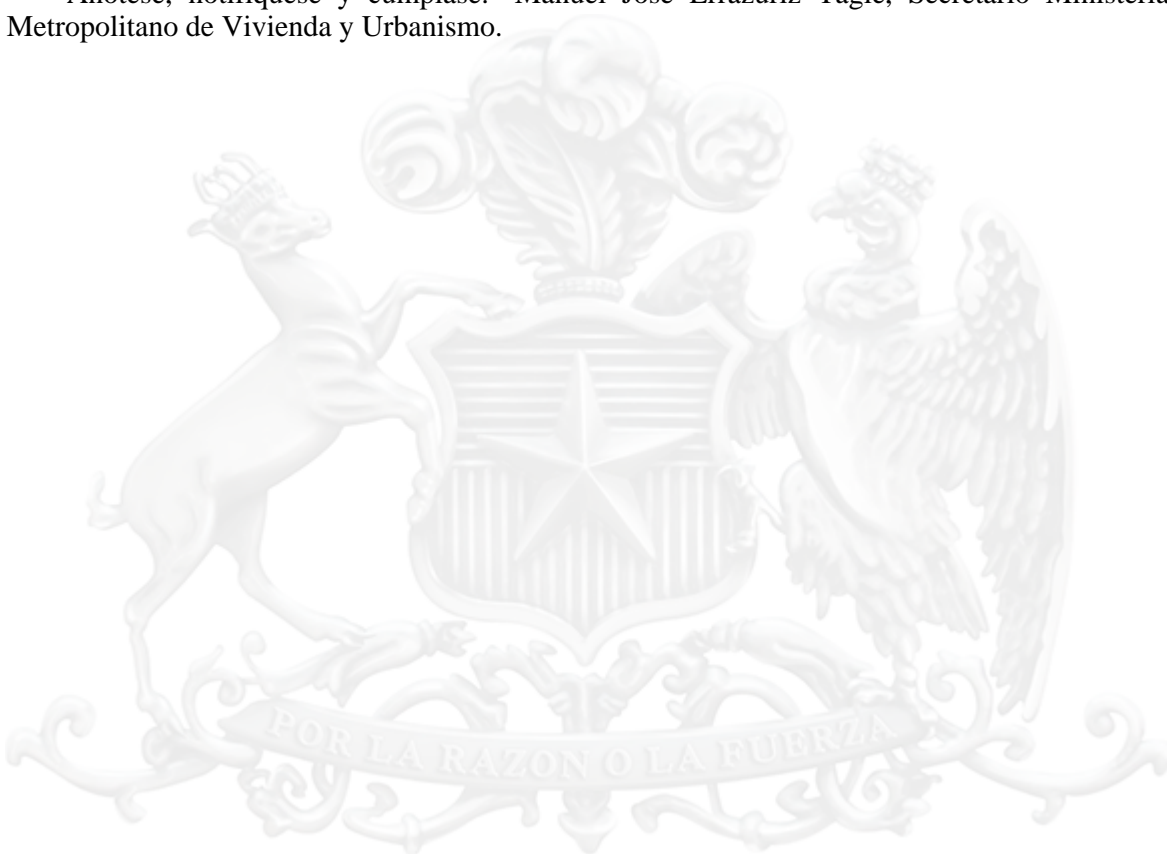 Anótese, notifíquese y cúmplase.- Manuel José Errázuriz Tagle, Secretario Ministerial
Metropolitano de Vivienda y Urbanismo.
POR LA RAZON O LA FUERZA